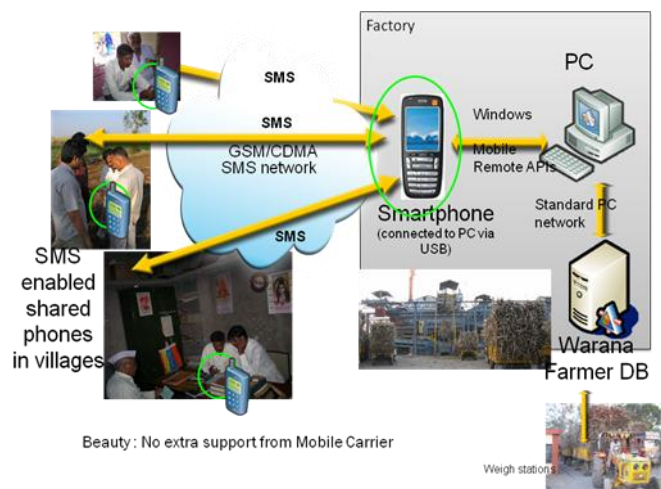 Factory
SMS
PC
SMS
GSM/CDMA
SMS network
Windows
Mobile
Remote APIs
Smartphone
(connected to PC via
USB)
Standard PC
network
SMS
SMS
enabled
shared
phones
in villages
Warana
Farmer DB
Beauty : No extra support from Mobile Carrier
Weigh stations